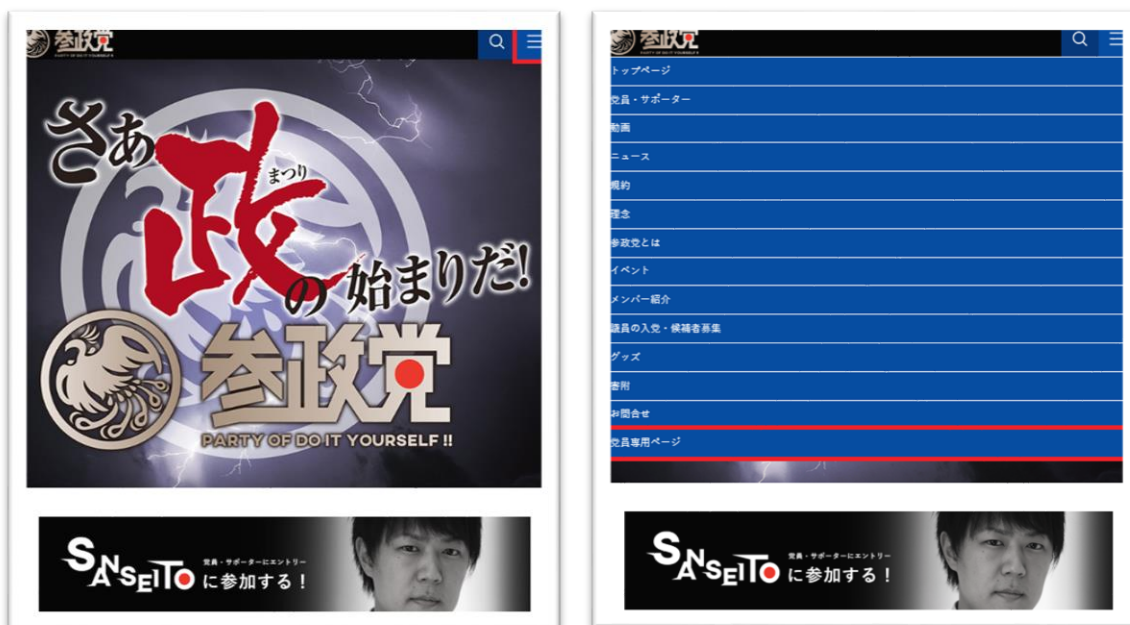 参政党
PARTY OF DO IT YOURSELF !!
さあ
政
まつり
の始まりだ!
参政党
PARTY OF DO IT YOURSELF !!
党員・サポーターにエントリー
SANSEITO に参加する!
参政党
PARTY OF DO IT YOURSELF !!
トップページ
党員・サポーター
動画
ニュース
規約
理念
参政党とは
イベント
メンバー紹介
議員の入党・候補者募集
グッズ
寄附
お問合せ
党員専用ページ
党員・サポーターにエントリー
SANSEITO に参加する!